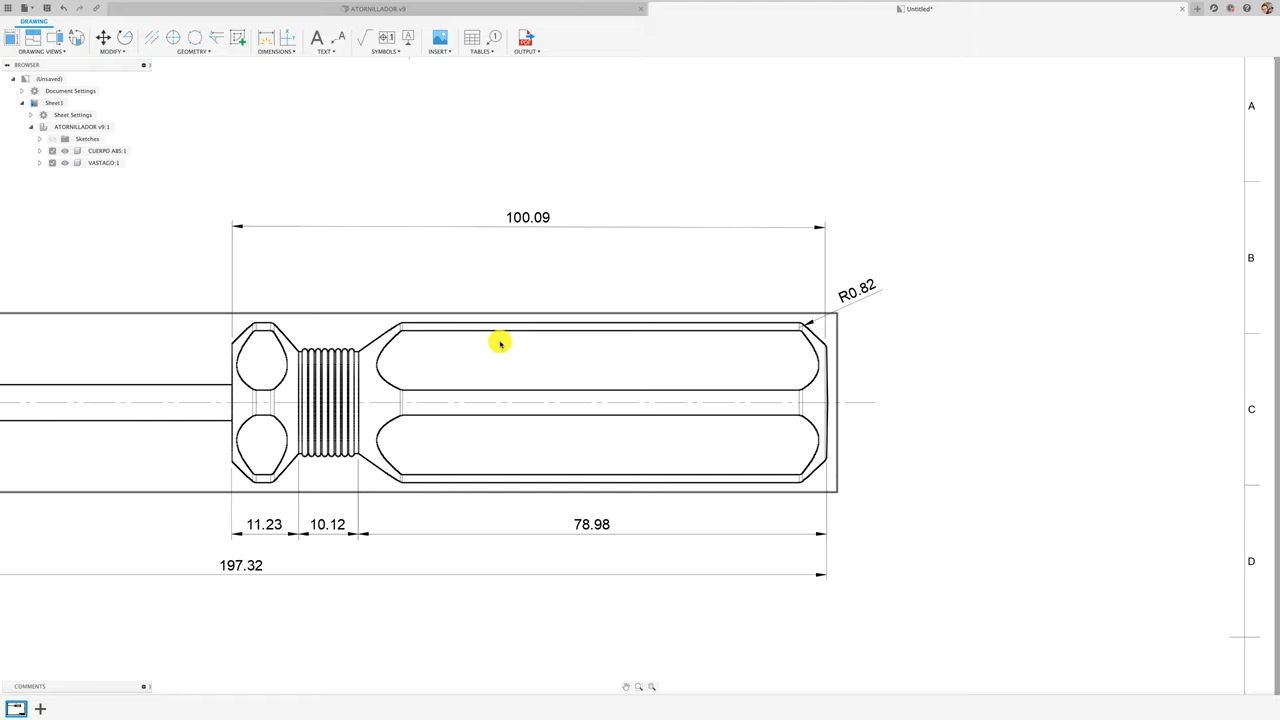 ATORNILLADOR v9
Untitled*
DRAWING
DRAWING VIEWS▾ MODIFY▾ GEOMETRY▾ DIMENSIONS▾ TEXT▾ SYMBOLS▾ INSERT▾ TABLES▾ OUTPUT▾
BROWSER
(Unsaved)
Document Settings
Sheet1
Sheet Settings
ATORNILLADOR v9:1
Sketches
CUERPO ABS:1
VASTAGO:1
A
100.09
B
R0.82
C
11.23 10.12 78.98
197.32
D
COMMENTS